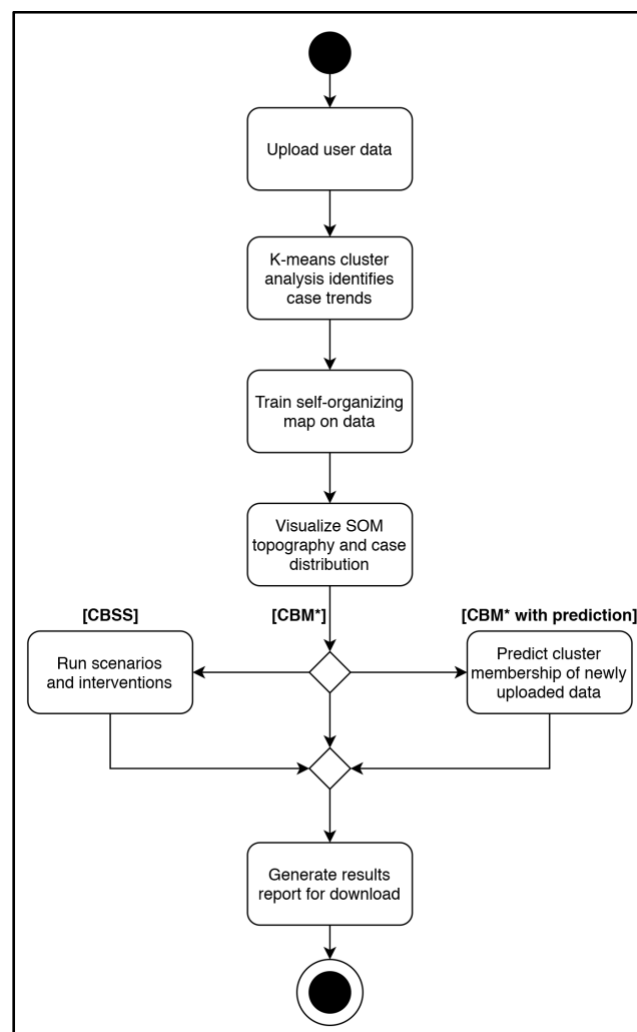 Upload user data
K-means cluster
analysis identifies
case trends
Train self-organizing
map on data
Visualize SOM
topography and case
distribution
[CBSS]
[CBM*]
[CBM* with prediction]
Run scenarios
and interventions
Predict cluster
membership of newly
uploaded data
Generate results
report for download